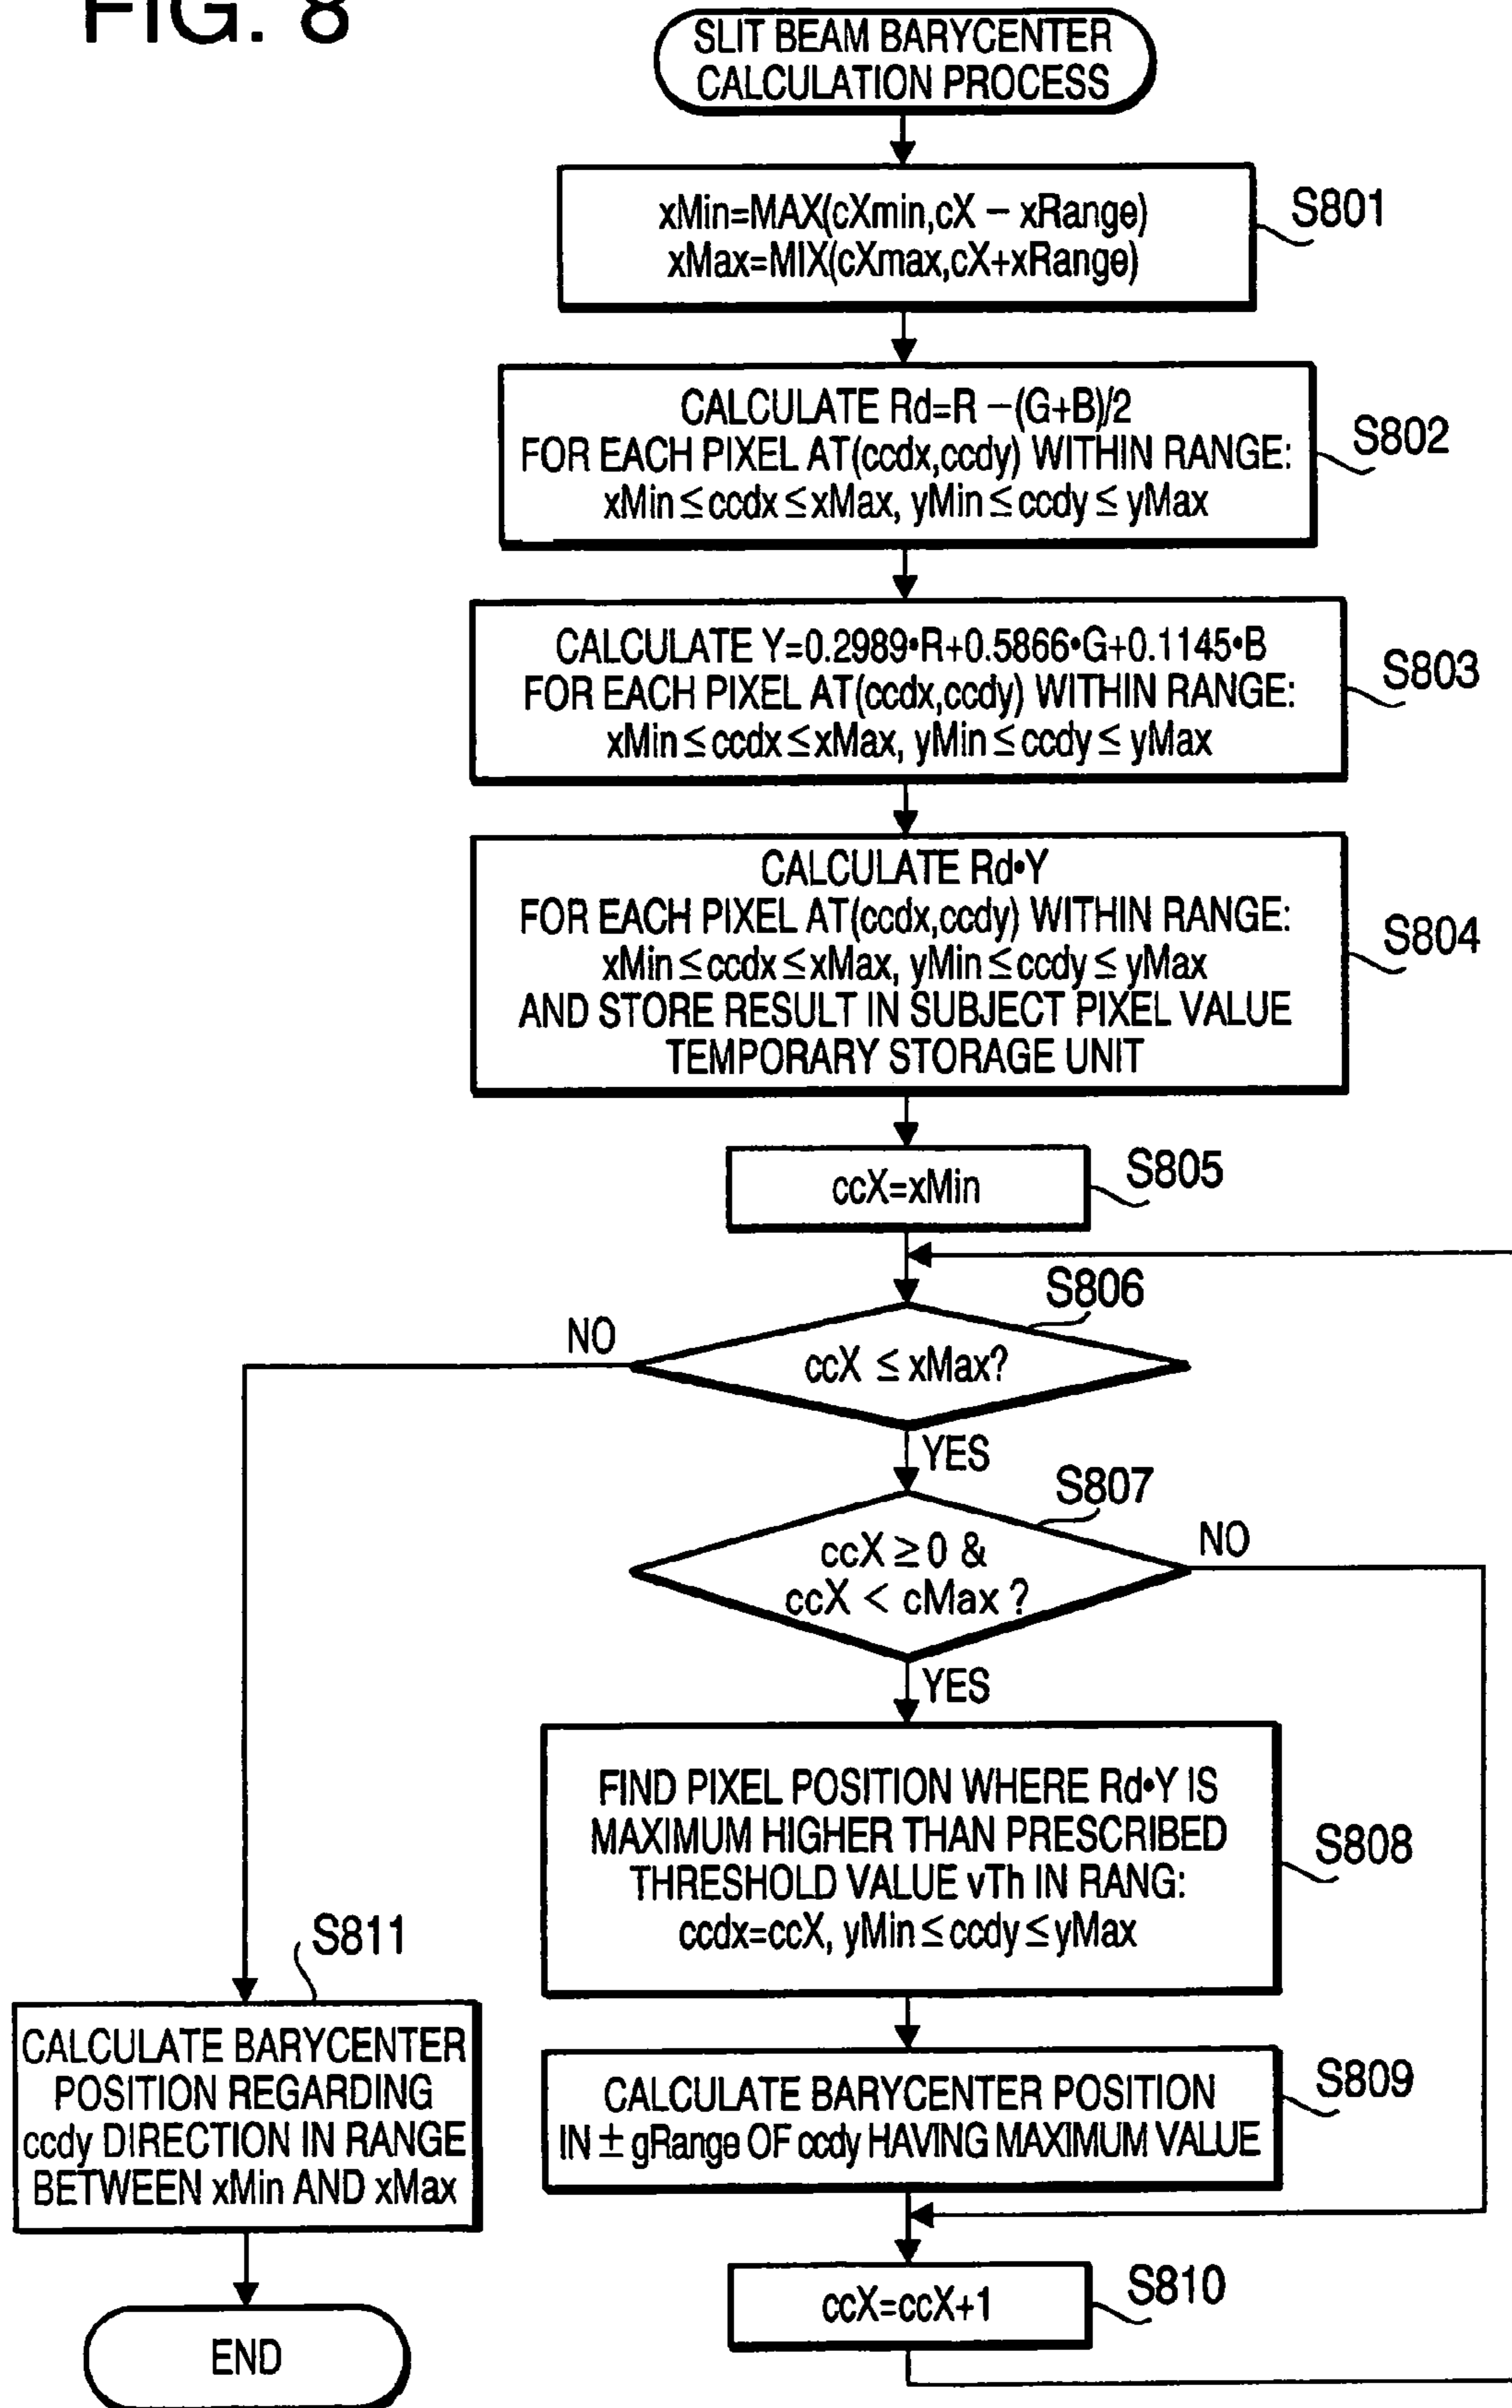 FIG. 8
SLIT BEAM BARYCENTER
CALCULATION PROCESS
xMin=MAX(cXmin,cX – xRange)
xMax=MIX(cXmax,cX+xRange)
S801
CALCULATE Rd=R –(G+B)/2
FOR EACH PIXEL AT(ccdx,ccdy) WITHIN RANGE:
xMin≤ccdx≤xMax, yMin≤ccdy≤yMax
S802
CALCULATE Y=0.2989•R+0.5866•G+0.1145•B
FOR EACH PIXEL AT(ccdx,ccdy) WITHIN RANGE:
xMin≤ccdx≤xMax, yMin≤ccdy≤yMax
S803
CALCULATE Rd•Y
FOR EACH PIXEL AT(ccdx,ccdy) WITHIN RANGE:
xMin≤ccdx≤xMax, yMin≤ccdy≤yMax
AND STORE RESULT IN SUBJECT PIXEL VALUE
TEMPORARY STORAGE UNIT
S804
ccX=xMin
S805
S806
NO
ccX ≤ xMax?
YES
S807
ccX ≥ 0 &
ccX < cMax ?
NO
YES
FIND PIXEL POSITION WHERE Rd•Y IS
MAXIMUM HIGHER THAN PRESCRIBED
THRESHOLD VALUE vTh IN RANG:
ccdx=ccX, yMin≤ccdy≤yMax
S808
S811
CALCULATE BARYCENTER
POSITION REGARDING
ccdy DIRECTION IN RANGE
BETWEEN xMin AND xMax
CALCULATE BARYCENTER POSITION
IN ± gRange OF ccdy HAVING MAXIMUM VALUE
S809
ccX=ccX+1
S810
END